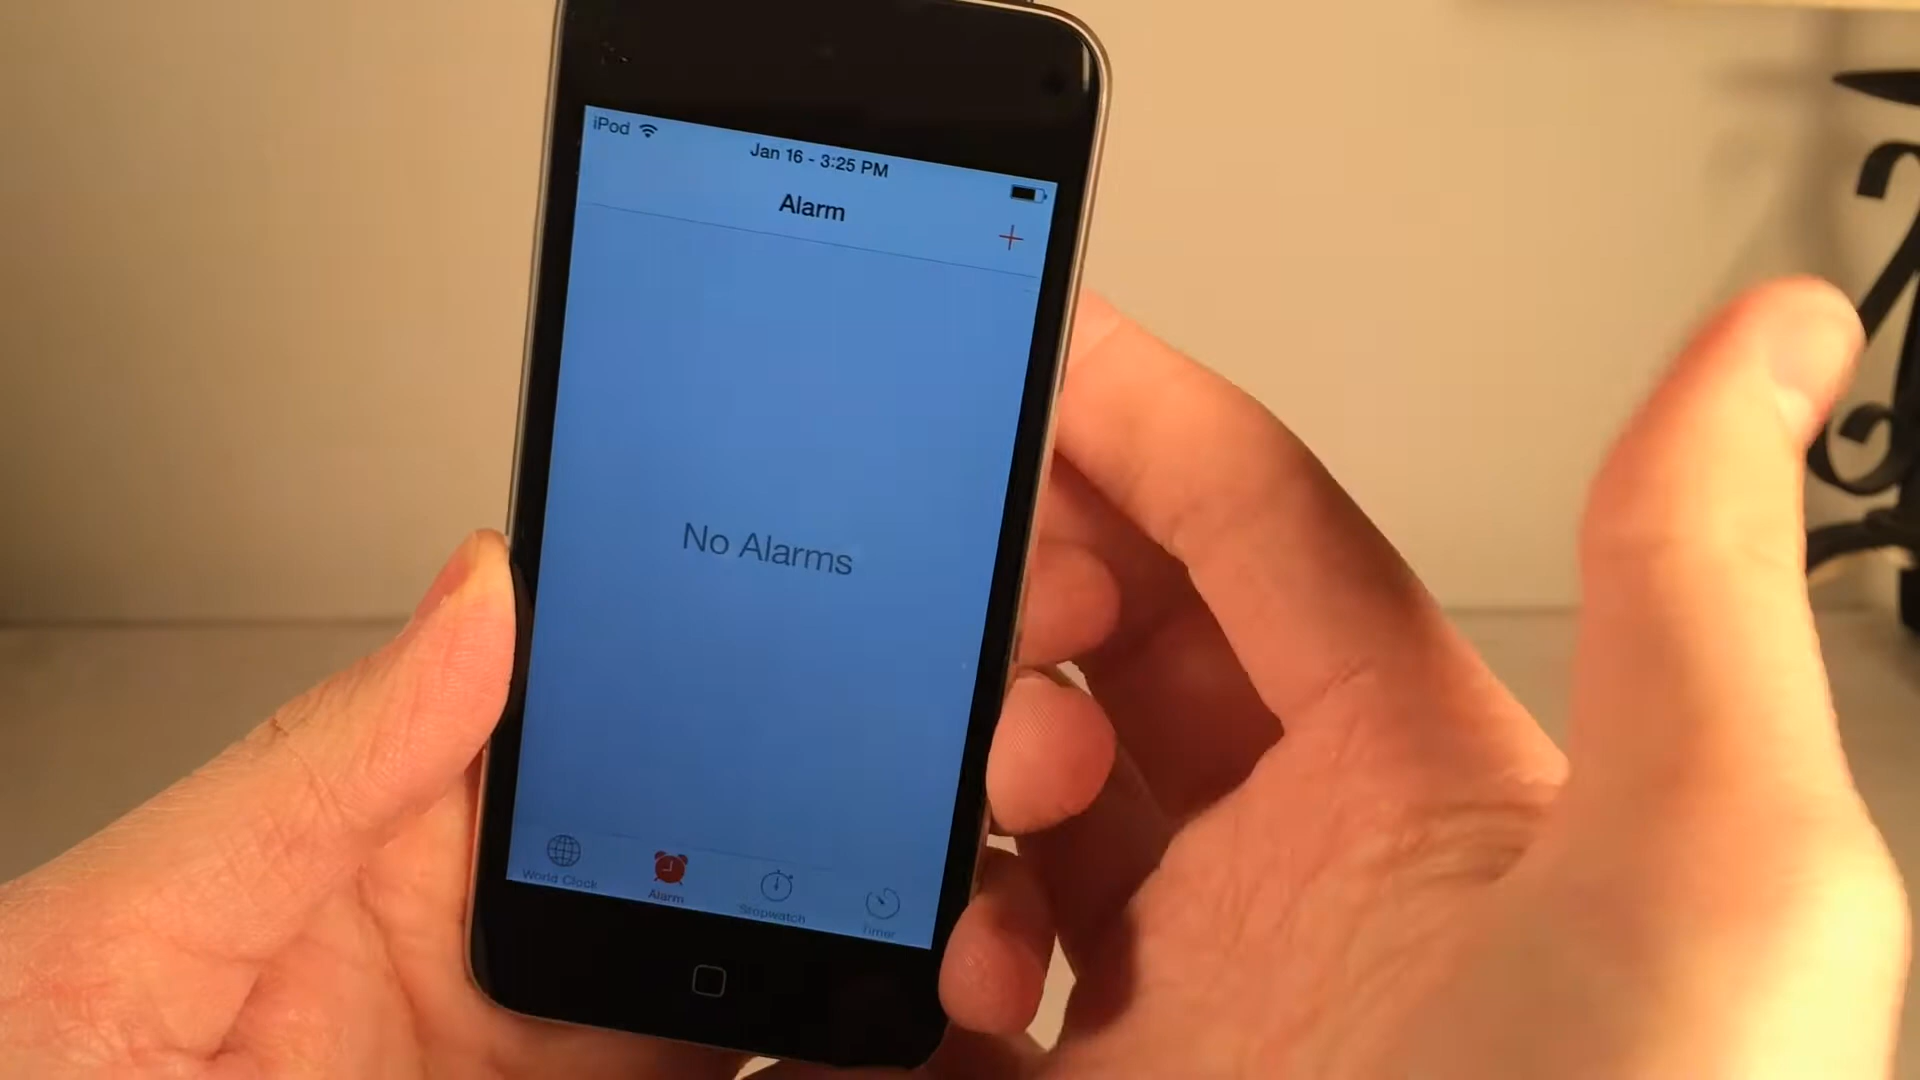 iPod
Jan 16 - 3:25 PM
Alarm
No Alarms
World Clock
Alarm
Stopwatch
Timer